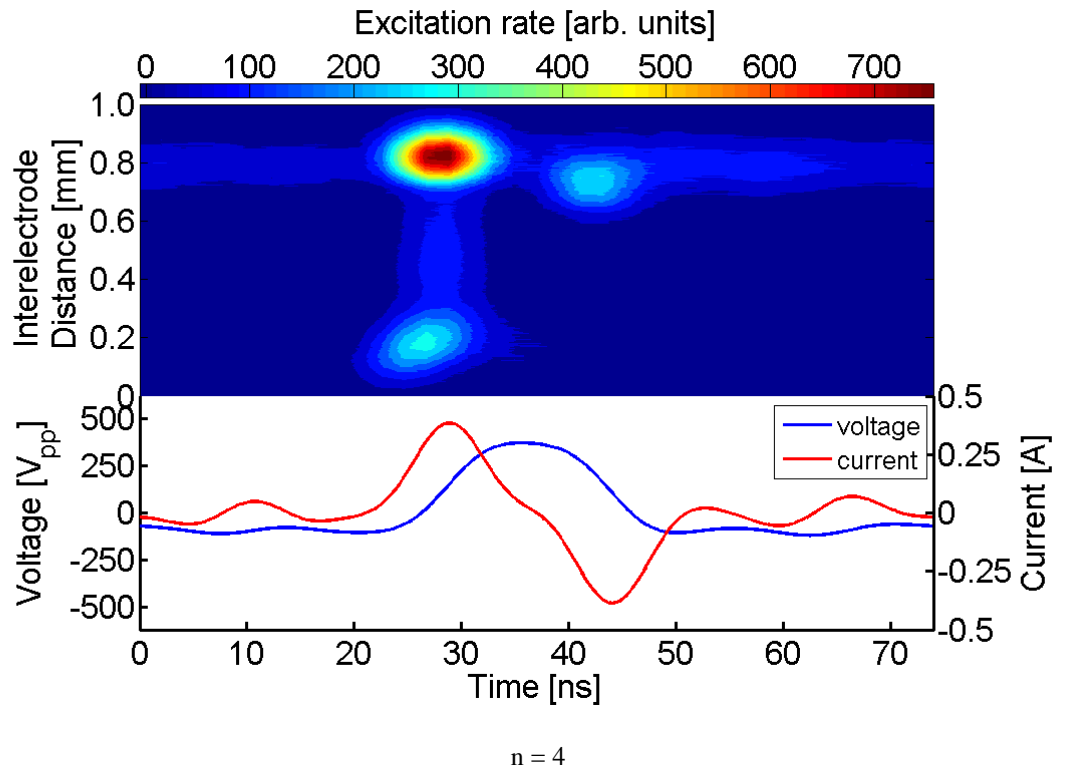 Excitation rate [arb. units]
0 100 200 300 400 500 600 700
Interelectrode
Distance [mm]
1.0
0.8
0.6
0.4
0.2
0
Voltage [Vpp]
500
250
0
-250
-500
voltage
current
0.5
0.25
0
-0.25
-0.5
Current [A]
0 10 20 30 40 50 60 70
Time [ns]
n = 4